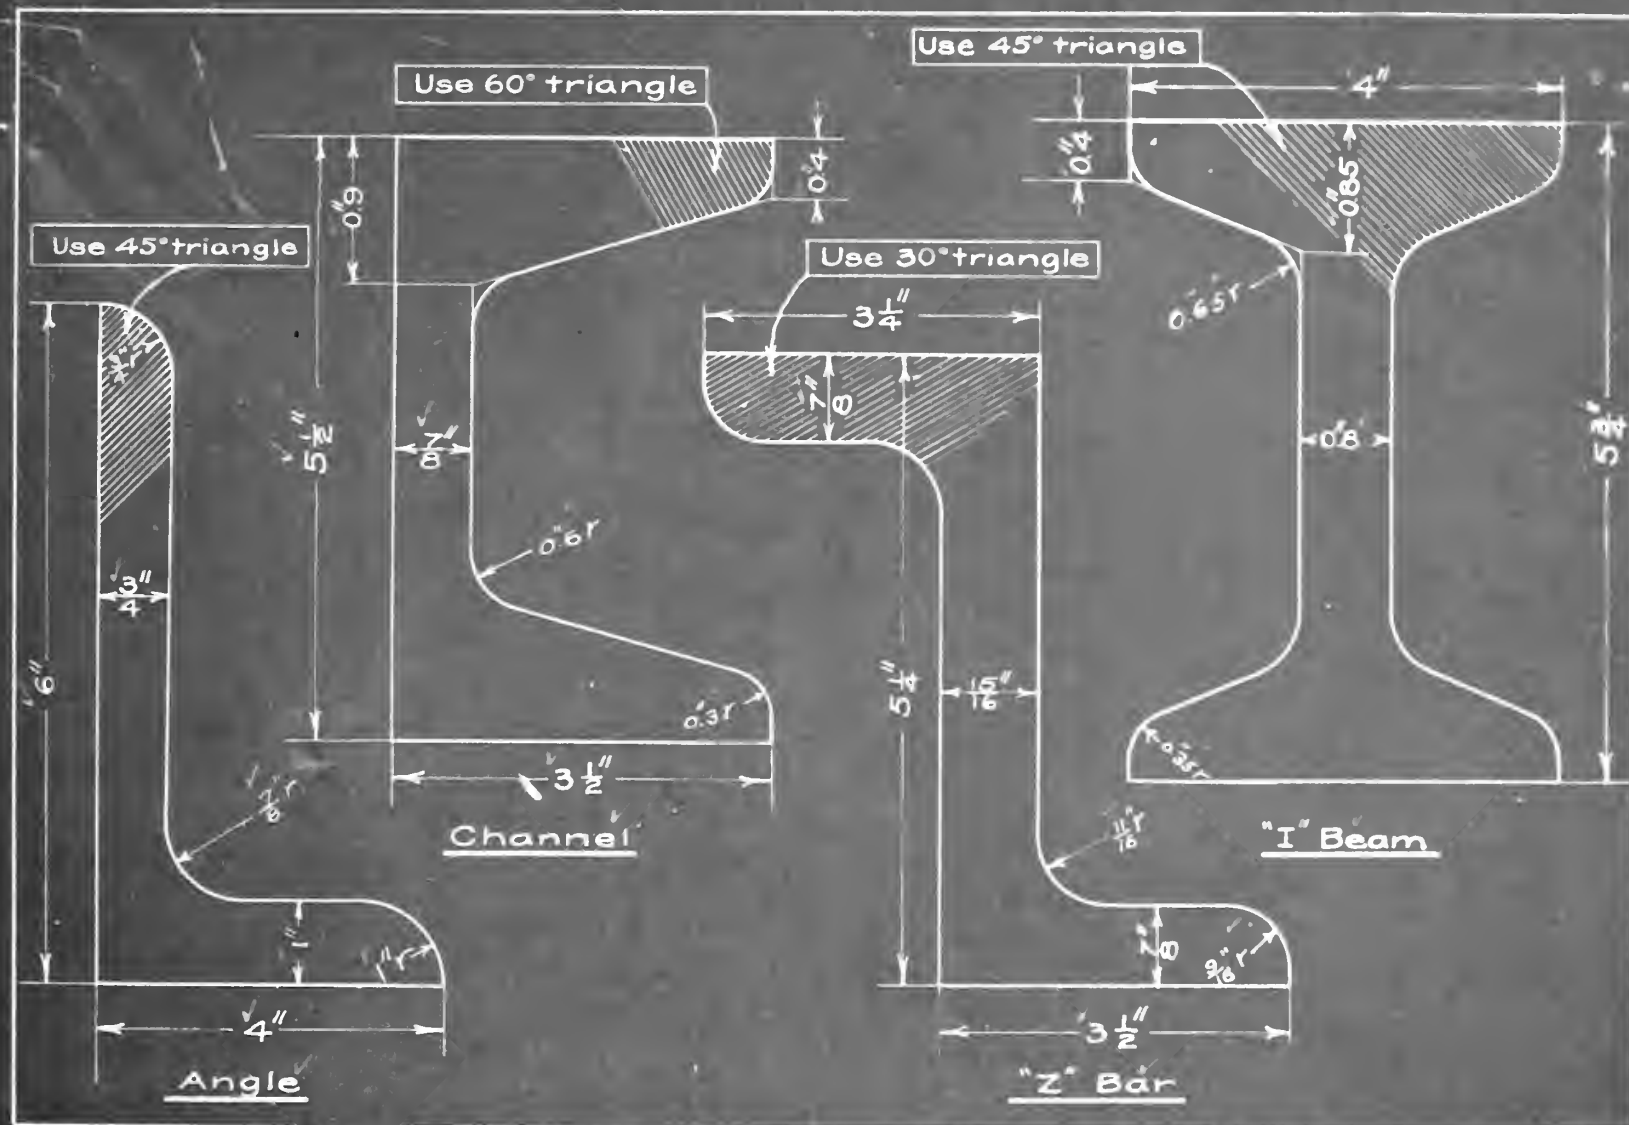 Use 45° triangle
6"
3/4"
7/8" r
1"
1" r
4"
Angle
Use 60° triangle
0".9
0".4
5 1/2"
7/8"
0".6 r
0".3 r
3 1/2"
Channel
Use 30° triangle
3 1/4"
7/8"
5 1/4"
15/16"
11/16" r
7/8"
9/16" r
3 1/2"
"Z" Bar
Use 45° triangle
4"
0".4
0".85
0".65 r
0".8
5 3/4"
0".35 r
"I" Beam